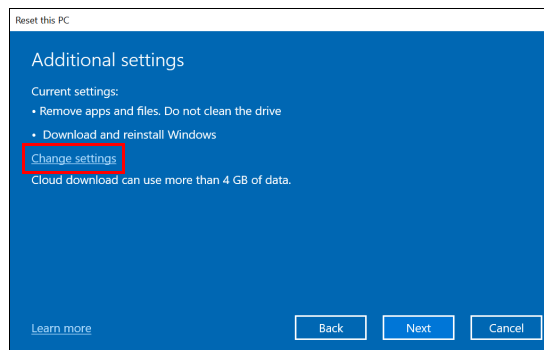 Reset this PC
Additional settings
Current settings:
• Remove apps and files. Do not clean the drive
• Download and reinstall Windows
Change settings
Cloud download can use more than 4 GB of data.
Learn more
Back
Next
Cancel